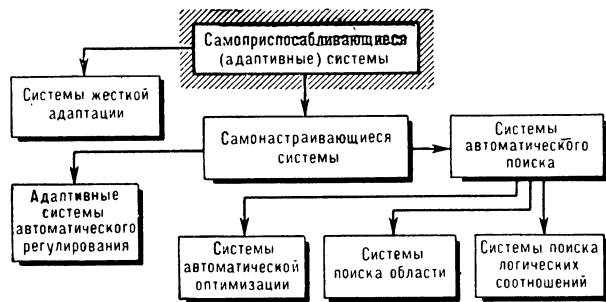 Самоприспосабливающиеся
(адаптивные) системы
Системы жесткой
адаптации
Самонастраивающиеся
системы
Системы
автоматического
поиска
Адаптивные
системы
автоматического
регулирования
Системы
автоматической
оптимизации
Системы
поиска области
Системы поиска
логических
соотношений